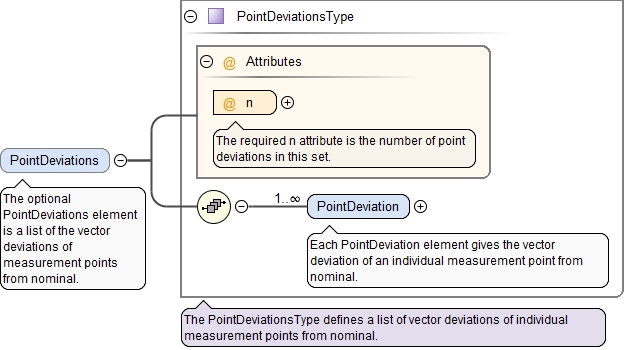 PointDeviationsType
@ Attributes
@ n
The required n attribute is the number of point
deviations in this set.
PointDeviations
The optional
PointDeviations element
is a list of the vector
deviations of
measurement points
from nominal.
1..∞
PointDeviation
Each PointDeviation element gives the vector
deviation of an individual measurement point from
nominal.
The PointDeviationsType defines a list of vector deviations of individual
measurement points from nominal.